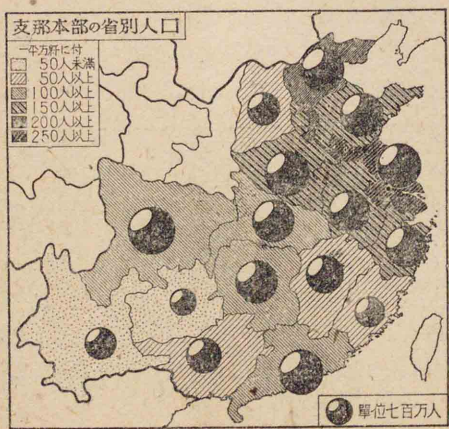 支那本部の省別人口
一平方粁に付
50人未滿
50人以上
100人以上
150人以上
200人以上
250人以上
單位七百万人